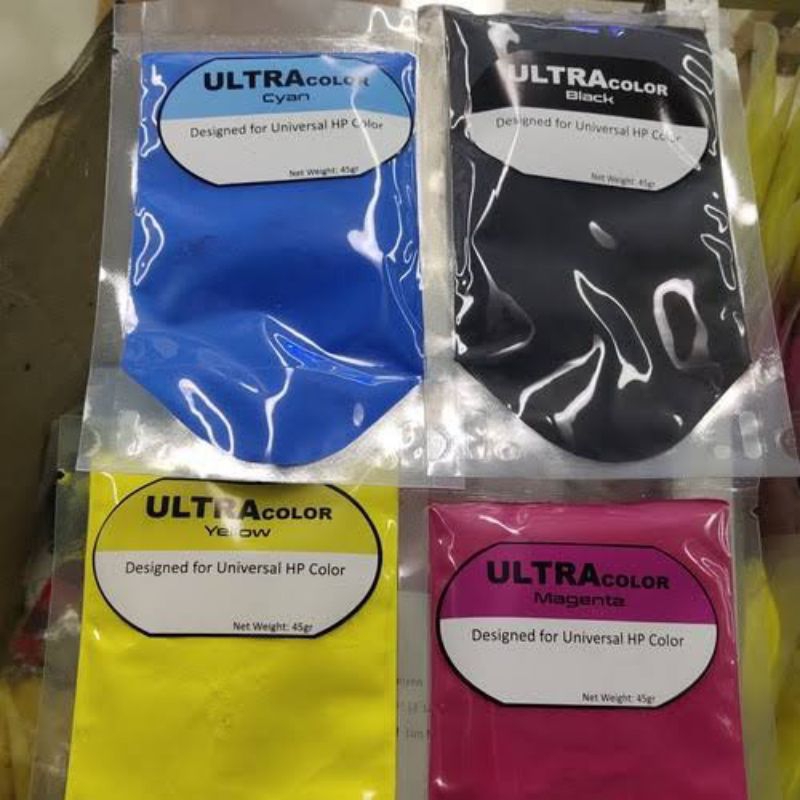 ULTRACOLOR
Cyan
Designed for Universal HP Color
Net Weight: 45gr
ULTRACOLOR
Black
Designed for Universal HP Color
Net Weight: 45gr
ULTRACOLOR
Yellow
Designed for Universal HP Color
Net Weight: 45gr
ULTRACOLOR
Magenta
Designed for Universal HP Color
Net Weight: 45gr